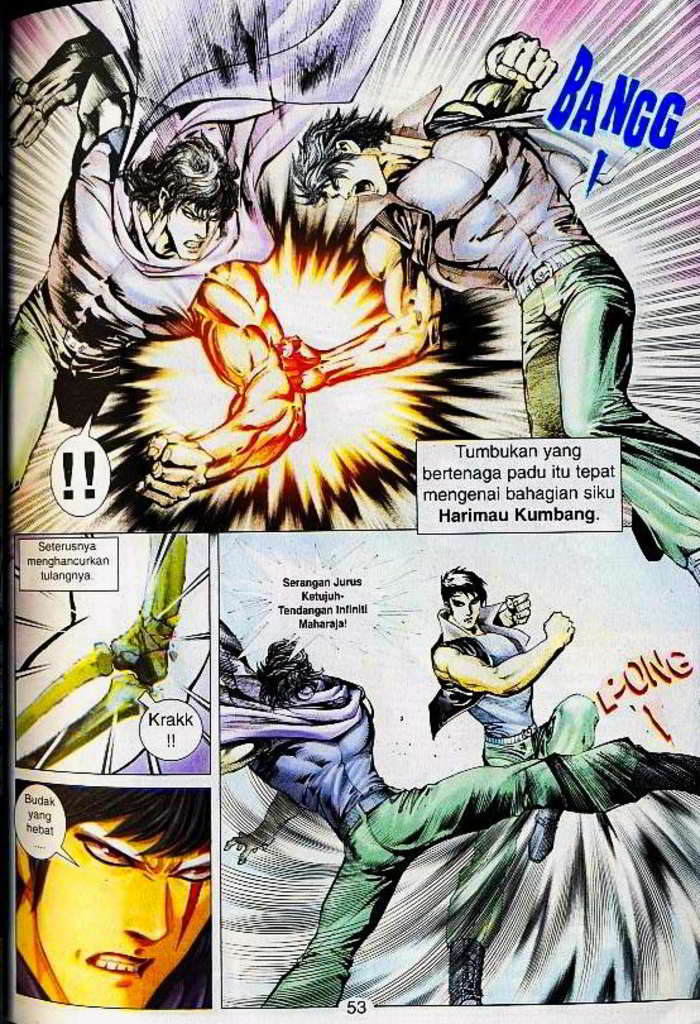 BANGG
!
!!
Tumbukan yang
bertenaga padu itu tepat
mengenai bahagian siku
Harimau Kumbang.
Seterusnya
menghancurkan
tulangnya.
Krakk
!!
Budak
yang
hebat
....
Serangan Jurus
Ketujuh-
Tendangan Infiniti
Maharaja!
!
53